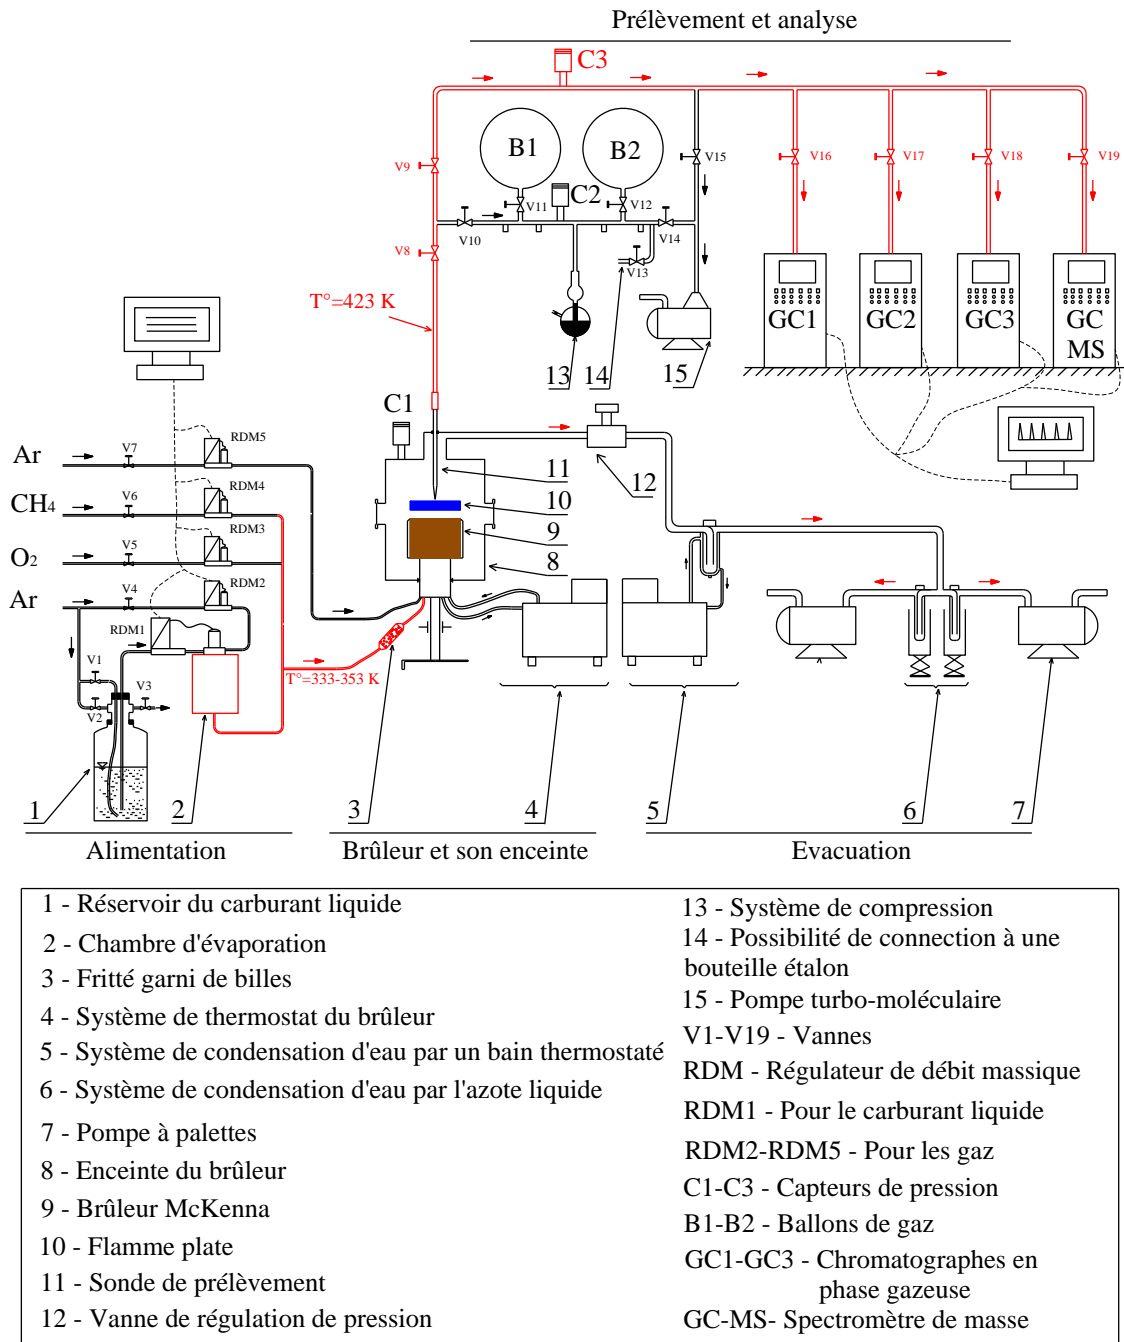 Prélèvement et analyse
C3
B1
B2
V9
V15
V16
V17
V18
V19
C2
V11
V12
V10
V14
V8
V13
T°=423 K
GC1
GC2
GC3
GC
MS
13
14
15
C1
Ar
V7
RDM5
11
12
CH4
V6
RDM4
10
O2
V5
RDM3
9
8
Ar
V4
RDM2
RDM1
V1
V3
V2
T°=333-353 K
1
2
3
4
5
6
7
Alimentation
Brûleur et son enceinte
Evacuation
1 - Réservoir du carburant liquide
2 - Chambre d'évaporation
3 - Fritté garni de billes
4 - Système de thermostat du brûleur
5 - Système de condensation d'eau par un bain thermostaté
6 - Système de condensation d'eau par l'azote liquide
7 - Pompe à palettes
8 - Enceinte du brûleur
9 - Brûleur McKenna
10 - Flamme plate
11 - Sonde de prélèvement
12 - Vanne de régulation de pression
13 - Système de compression
14 - Possibilité de connection à une
bouteille étalon
15 - Pompe turbo-moléculaire
V1-V19 - Vannes
RDM - Régulateur de débit massique
RDM1 - Pour le carburant liquide
RDM2-RDM5 - Pour les gaz
C1-C3 - Capteurs de pression
B1-B2 - Ballons de gaz
GC1-GC3 - Chromatographes en
phase gazeuse
GC-MS- Spectromètre de masse